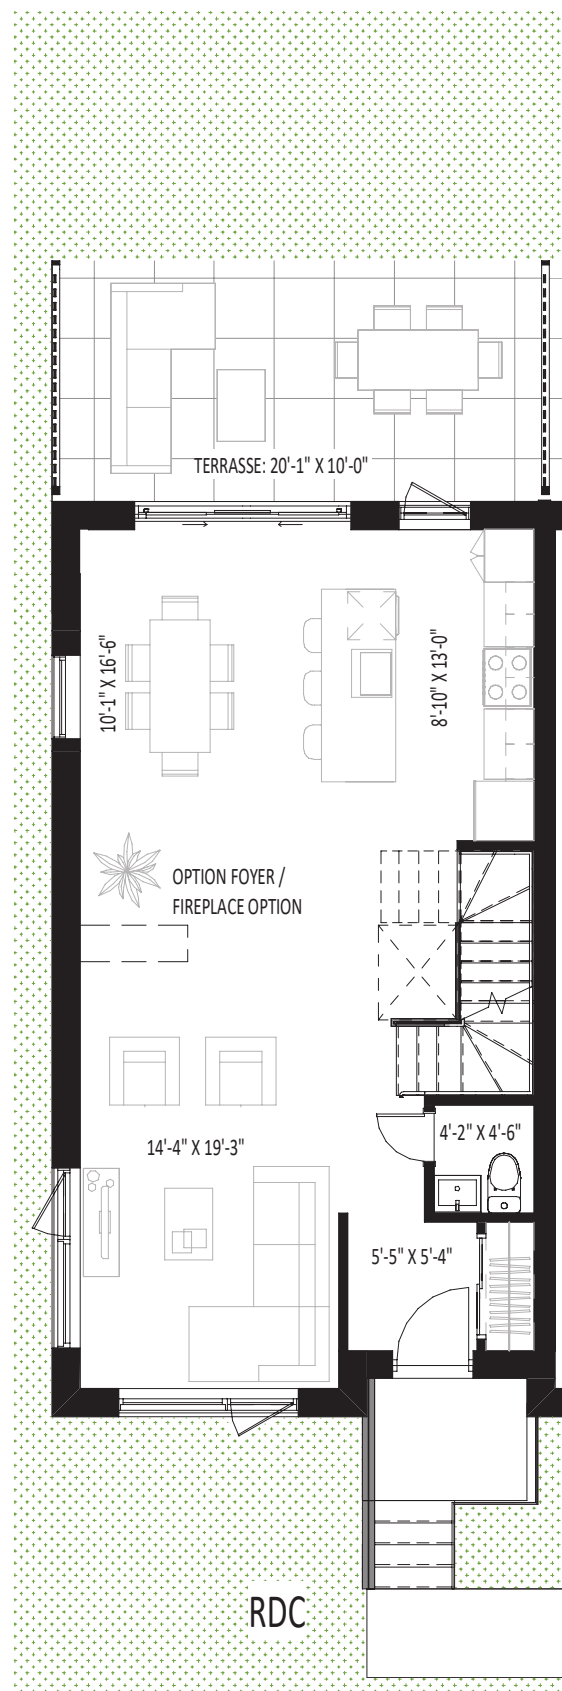 TERRASSE: 20'-1" X 10'-0"
10'-1" X 16'-6"
8'-10" X 13'-0"
OPTION FOYER /
FIREPLACE OPTION
14'-4" X 19'-3"
4'-2" X 4'-6"
5'-5" X 5'-4"
RDC